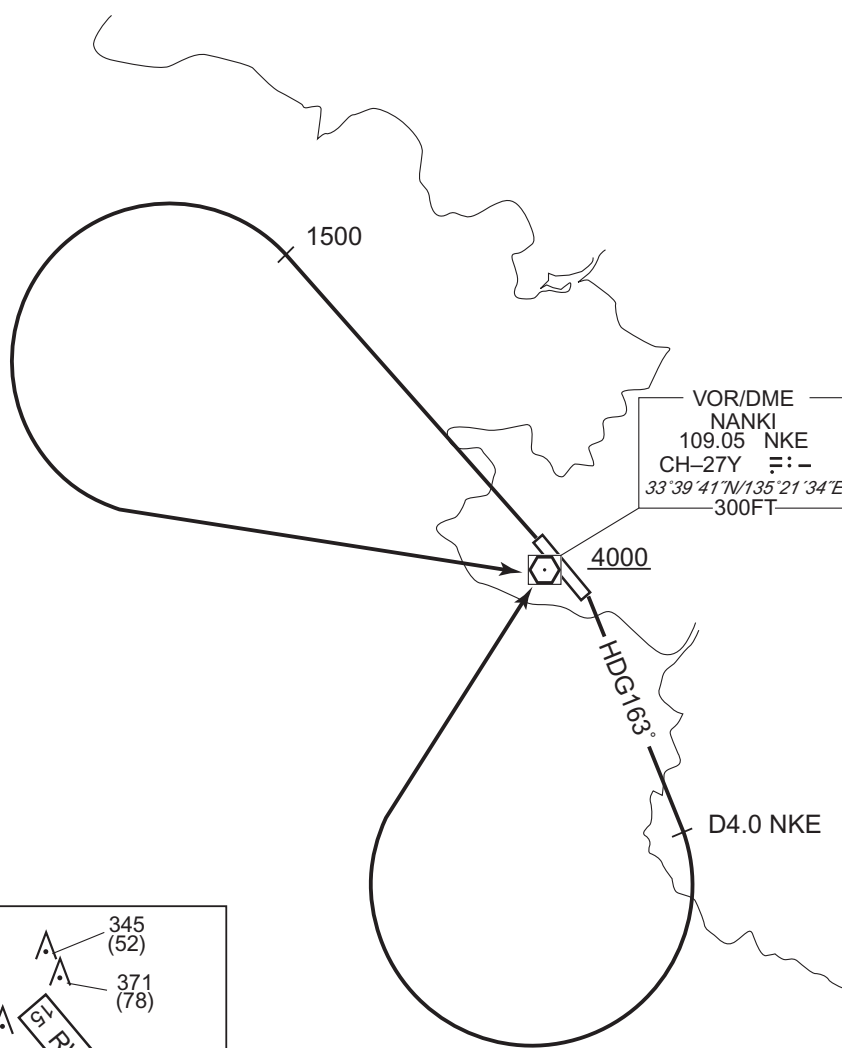 1500
VOR/DME
NANKI
109.05 NKE
CH–27Y
33°39´41˝N/135°21´34˝E
300FT
4000
HDG163°
D4.0 NKE
345
(52)
371
(78)
15